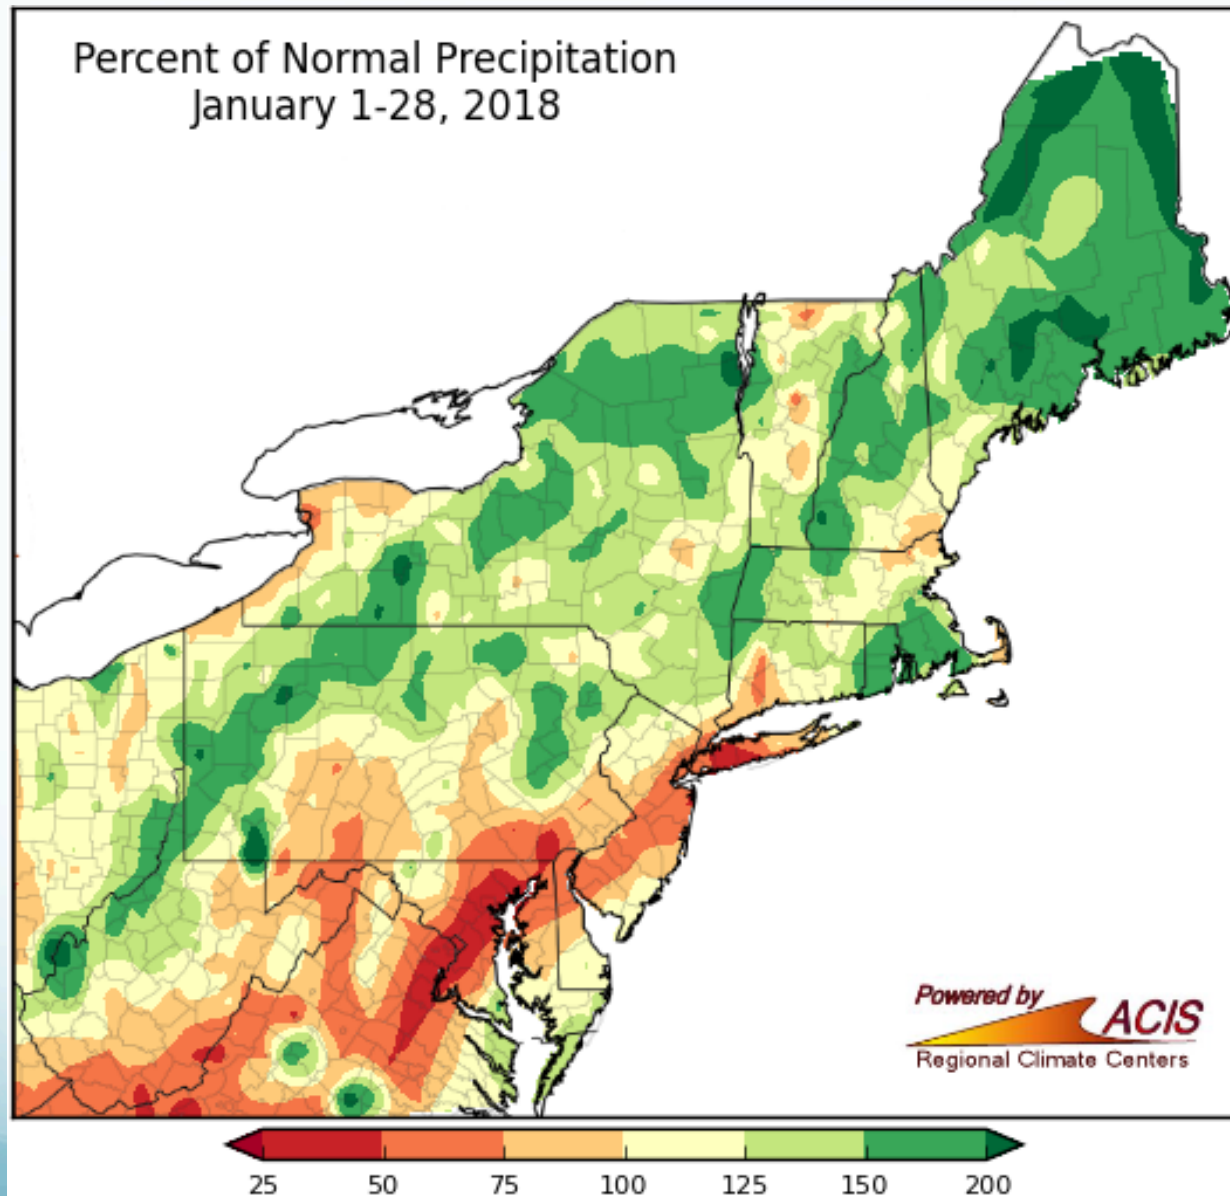 Percent of Normal Precipitation
January 1-28, 2018
Powered by
ACIS
Regional Climate Centers
25 50 75 100 125 150 200